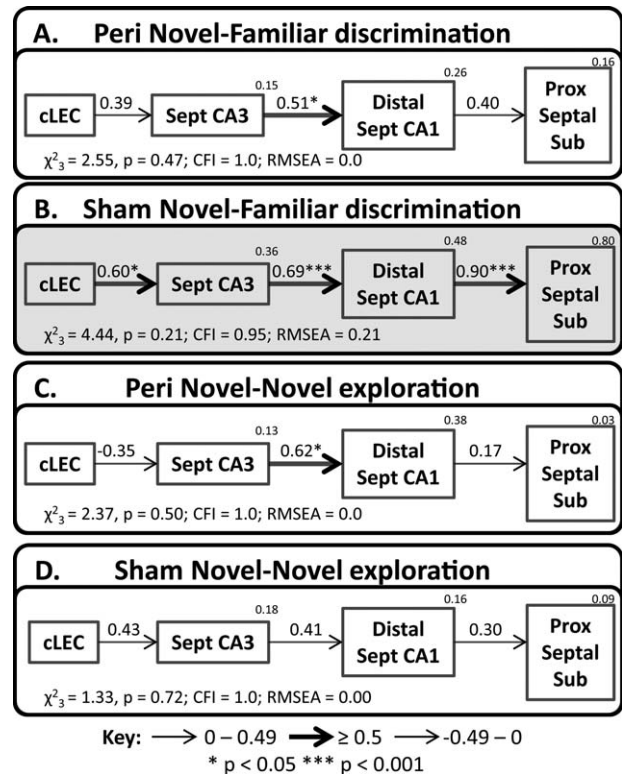 A. Peri Novel-Familiar discrimination
0.15 0.26 0.16
cLEC 0.39 Sept CA3 0.51* Distal Sept CA1 0.40 Prox Septal Sub
χ²₃ = 2.55, p = 0.47; CFI = 1.0; RMSEA = 0.0
B. Sham Novel-Familiar discrimination
0.36 0.48 0.80
cLEC 0.60* Sept CA3 0.69*** Distal Sept CA1 0.90*** Prox Septal Sub
χ²₃ = 4.44, p = 0.21; CFI = 0.95; RMSEA = 0.21
C. Peri Novel-Novel exploration
0.13 0.38 0.03
cLEC -0.35 Sept CA3 0.62* Distal Sept CA1 0.17 Prox Septal Sub
χ²₃ = 2.37, p = 0.50; CFI = 1.0; RMSEA = 0.0
D. Sham Novel-Novel exploration
0.18 0.16 0.09
cLEC 0.43 Sept CA3 0.41 Distal Sept CA1 0.30 Prox Septal Sub
χ²₃ = 1.33, p = 0.72; CFI = 1.0; RMSEA = 0.00
Key: 0 – 0.49 ≥ 0.5 -0.49 – 0
* p < 0.05 *** p < 0.001